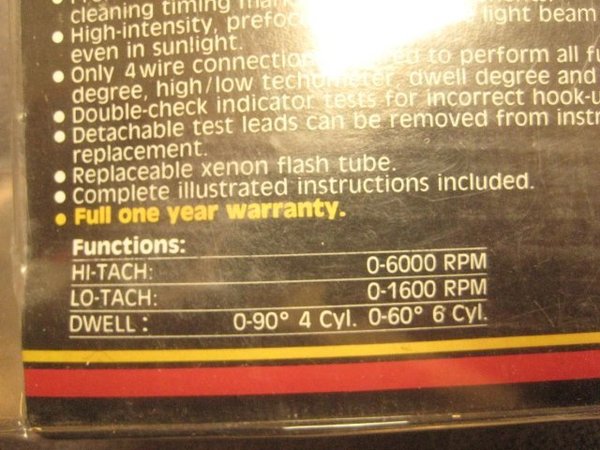 cleaning timing
• High-intensity, light beam
even in sunlight.
• Only 4 wire to perform all
degree, high/low techometer, dwell degree and
• Double-check indicator tests for incorrect
• Detachable test leads can be removed from
replacement.
• Replaceable xenon flash tube.
• Complete illustrated instructions included.
• Full one year warranty.
Functions:
HI-TACH: 0-6000 RPM
LO-TACH: 0-1600 RPM
DWELL: 0-90° 4 Cyl. 0-60° 6 Cyl.